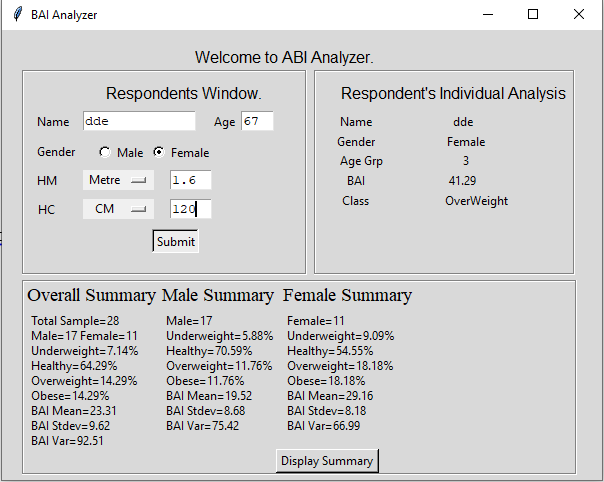 BAI Analyzer
Welcome to ABI Analyzer.
Respondents Window.
Name dde Age 67
Gender Male Female
HM Metre 1.6
HC CM 120
Submit
Respondent's Individual Analysis
Name dde
Gender Female
Age Grp 3
BAI 41.29
Class OverWeight
Overall Summary
Total Sample=28
Male=17 Female=11
Underweight=7.14%
Healthy=64.29%
Overweight=14.29%
Obese=14.29%
BAI Mean=23.31
BAI Stdev=9.62
BAI Var=92.51
Male Summary
Male=17
Underweight=5.88%
Healthy=70.59%
Overweight=11.76%
Obese=11.76%
BAI Mean=19.52
BAI Stdev=8.68
BAI Var=75.42
Female Summary
Female=11
Underweight=9.09%
Healthy=54.55%
Overweight=18.18%
Obese=18.18%
BAI Mean=29.16
BAI Stdev=8.18
BAI Var=66.99
Display Summary